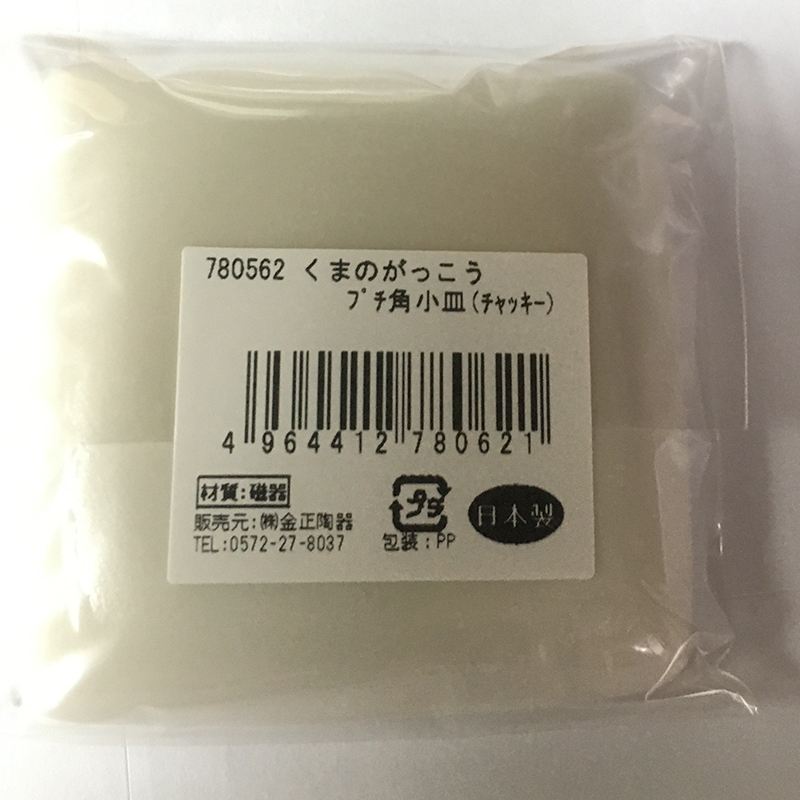 780562 くまのがっこう
ﾌﾟﾁ角小皿(ﾁｬｯｷｰ)
4 964412 780621
材質:磁器
販売元:㈱金正陶器
TEL:0572-27-8037
プラ
包装:PP
日本製